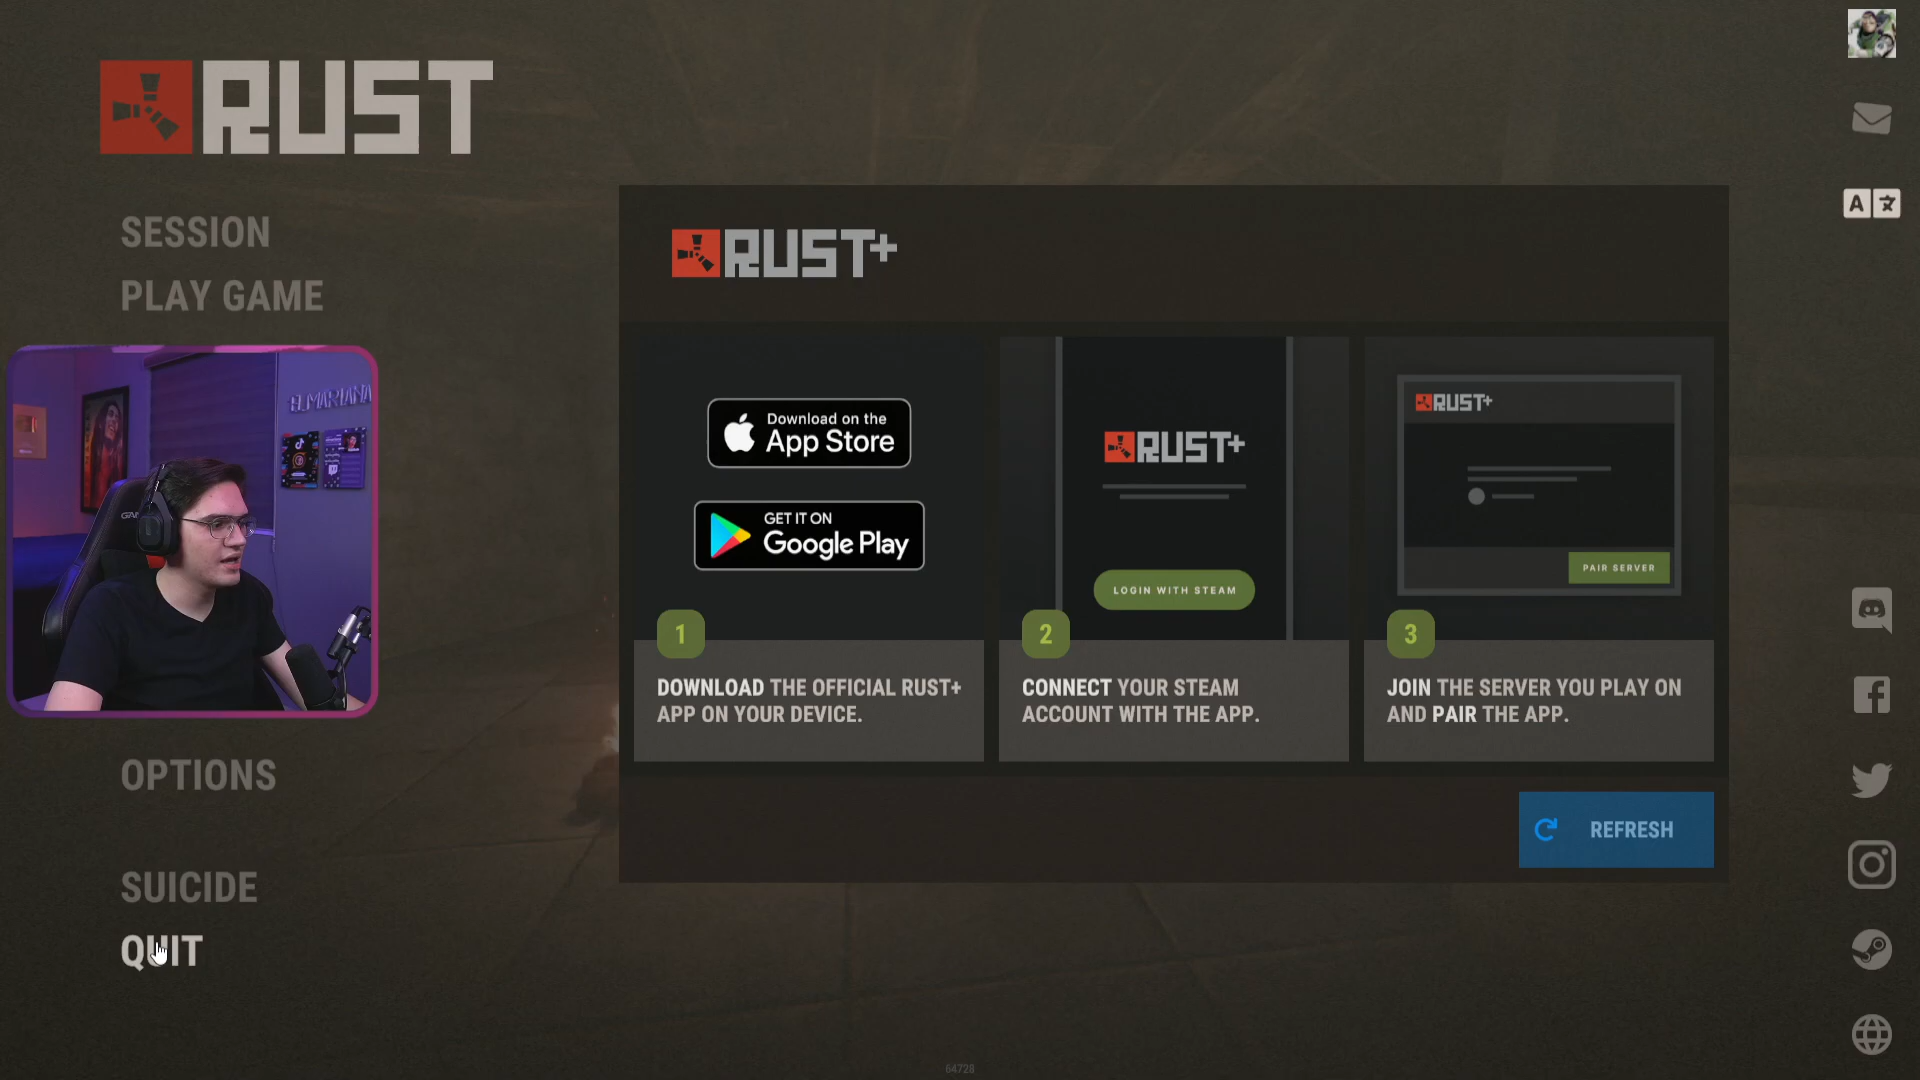 RUST
SESSION
PLAY GAME
OPTIONS
SUICIDE
QUIT
RUST+
Download on the
App Store
GET IT ON
Google Play
1
DOWNLOAD THE OFFICIAL RUST+
APP ON YOUR DEVICE.
RUST+
LOGIN WITH STEAM
2
CONNECT YOUR STEAM
ACCOUNT WITH THE APP.
RUST+
PAIR SERVER
3
JOIN THE SERVER YOU PLAY ON
AND PAIR THE APP.
REFRESH
ELMARIANA
A
64728